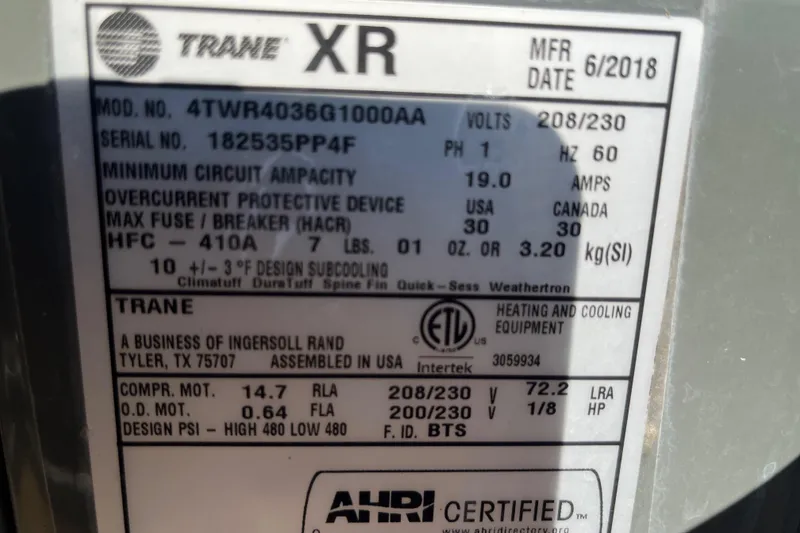 TRANE XR MFR DATE 6/2018
MOD. NO. 4TWR4036G1000AA VOLTS 208/230
SERIAL NO. 182535PP4F PH 1 HZ 60
MINIMUM CIRCUIT AMPACITY 19.0 AMPS
OVERCURRENT PROTECTIVE DEVICE USA CANADA
MAX FUSE / BREAKER (HACR) 30 30
HFC - 410A 7 LBS. 01 OZ. OR 3.20 kg(SI)
10 +/- 3 °F DESIGN SUBCOOLING
Climatuff DuraTuff Spine Fin Quick-Sess Weathertron
TRANE
A BUSINESS OF INGERSOLL RAND
TYLER, TX 75707 ASSEMBLED IN USA
C ETL US
Intertek
HEATING AND COOLING
EQUIPMENT
3059934
COMPR. MOT. 14.7 RLA 208/230 V 72.2 LRA
O.D. MOT. 0.64 FLA 200/230 V 1/8 HP
DESIGN PSI - HIGH 480 LOW 480 F. ID. BTS
AHRI CERTIFIED™
www.ahridirectory.org